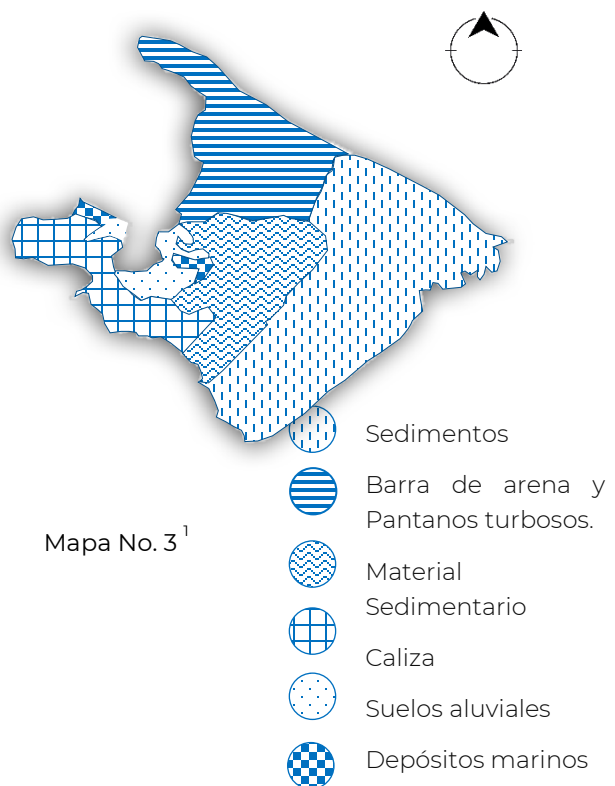 Sedimentos
Barra de arena y
Pantanos turbosos.
Mapa No. 3 1
Material
Sedimentario
Caliza
Suelos aluviales
Depósitos marinos